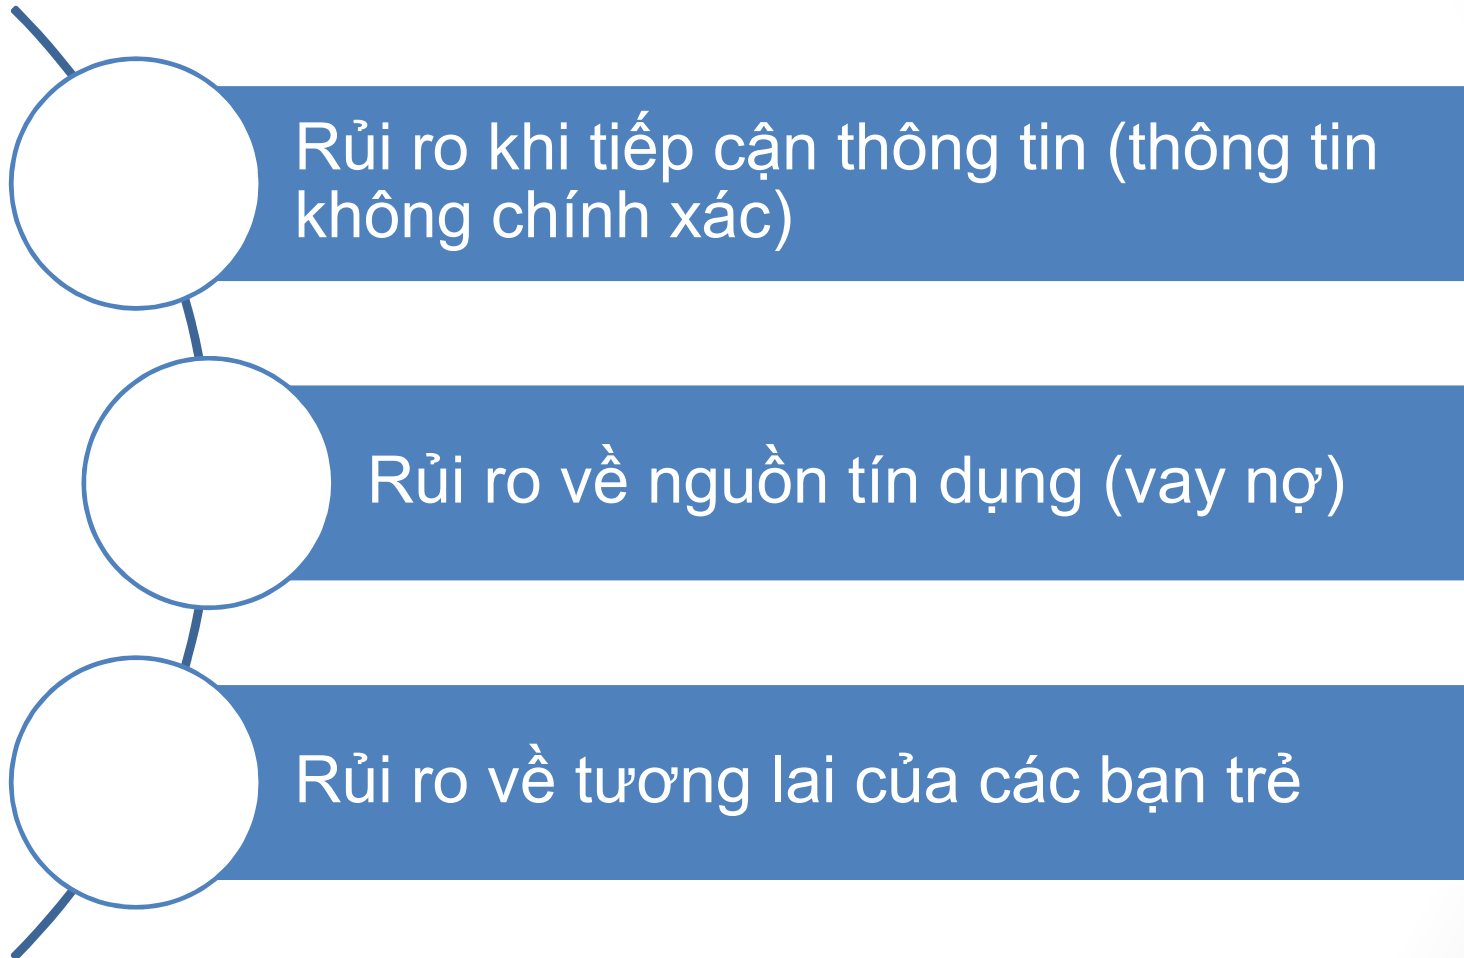 Rủi ro khi tiếp cận thông tin (thông tin
không chính xác)
Rủi ro về nguồn tín dụng (vay nợ)
Rủi ro về tương lai của các bạn trẻ